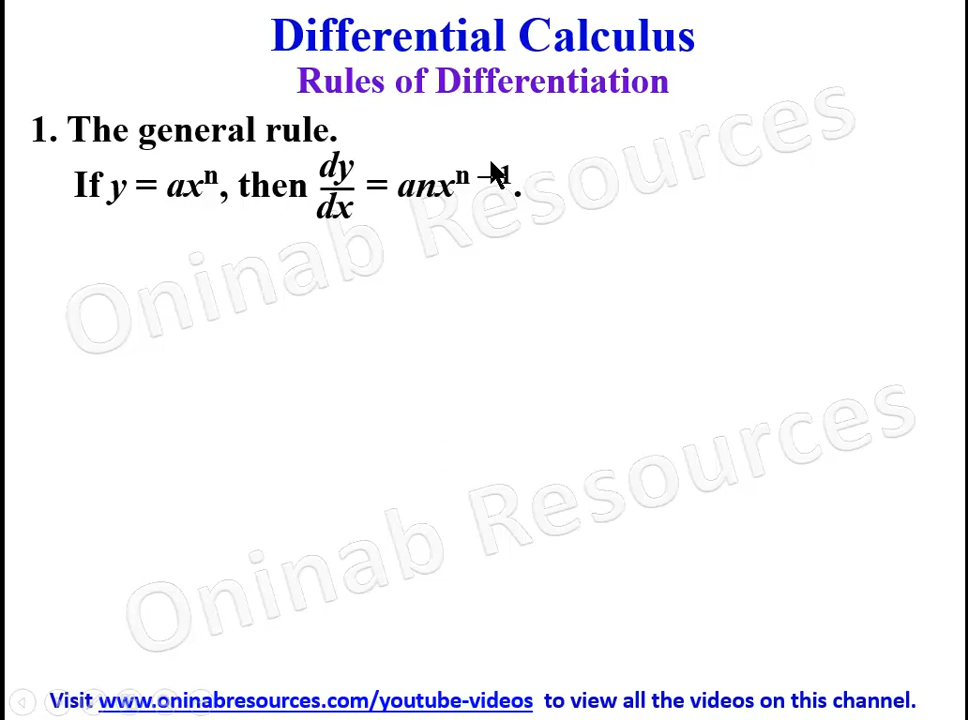 Differential Calculus
Rules of Differentiation
1. The general rule.
If y = axⁿ, then dy/dx = anxⁿ ⁻ ¹.
Oninab Resources
Oninab Resources
Visit www.oninabresources.com/youtube-videos to view all the videos on this channel.